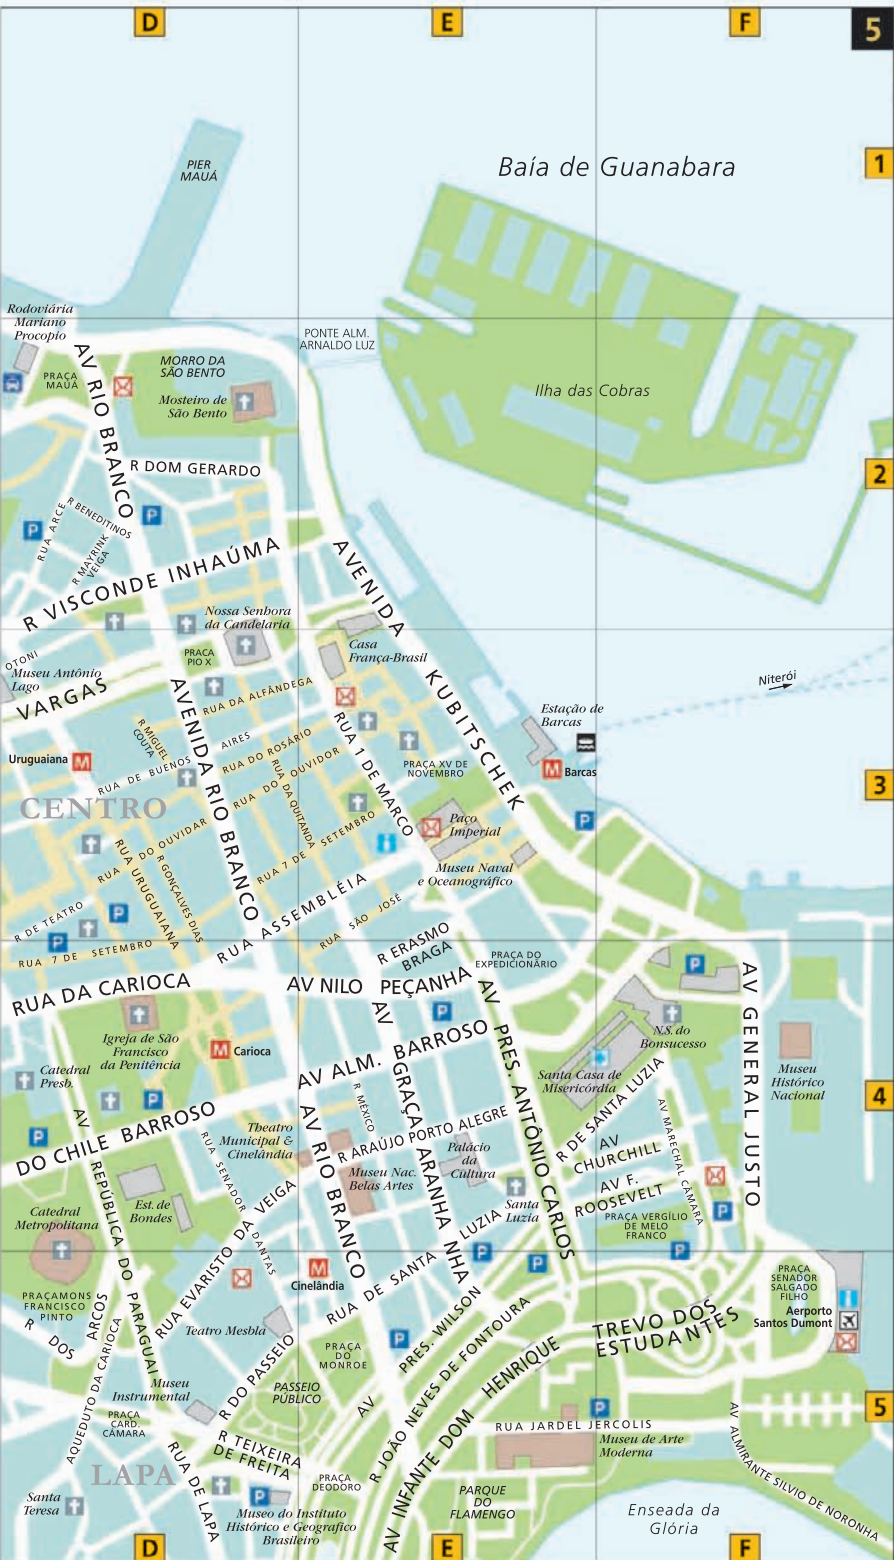 D
E
F
5
1
Baía de Guanabara
PIER
MAUÁ
Rodoviária
Mariano
Procopio
PONTE ALM.
ARNALDO LUZ
AV RIO BRANCO
PRAÇA
MAUÁ
MORRO DA
SÃO BENTO
Mosteiro de
São Bento
Ilha das Cobras
R DOM GERARDO
2
P
P
RUA ARCE
R BENEDITINOS
R MAYRINK
VEIGA
R VISCONDE INHAÚMA
AVENIDA KUBITSCHEK
Nossa Senhora
da Candelaria
Casa
França-Brasil
OTONI
PRACA
PIO X
Museu Antônio
Lago
VARGAS
Niterói
RUA DA ALFÂNDEGA
AVENIDA RIO BRANCO
RUA 1 DE MARCO
Estação de
Barcas
R MIGUEL
COUTA
Uruguaiana
M
RUA DE BUENOS AIRES
RUA DO ROSÁRIO
RUA DO OUVIDOR
PRAÇA XV DE
NOVEMBRO
M
Barcas
3
CENTRO
RUA DA QUITANDA
Paço
Imperial
P
RUA DO OUVIDAR
RUA 7 DE SETEMBRO
i
RUA URUGUAIANA
R GONÇALVES DIAS
Museu Naval
e Oceanográfico
RUA ASSEMBLÉIA
R DE TEATRO
P
RUA SÃO JOSÉ
P
RUA 7 DE SETEMBRO
R ERASMO
BRAGA
PRAÇA DO
EXPEDICIONÁRIO
P
RUA DA CARIOCA
AV NILO PEÇANHA
AV GENERAL JUSTO
AV GRAÇA ARANHA NHA
P
AV PRES. ANTÔNIO CARLOS
Igreja de São
Francisco
da Penitência
M
Carioca
AV ALM. BARROSO
N.S. do
Bonsucesso
Museu
Histórico
Nacional
Catedral
Presb.
Santa Casa de
Misericórdia
R DE SANTA LUZIA
P
P
R MÉXICO
AV MARECHAL CÂMARA
4
DO CHILE BARROSO
AV RIO BRANCO
Theatro
Municipal &
Cinelândia
R ARAÚJO PORTO ALEGRE
AV
CHURCHILL
AV REPÚBLICA DO PARAGUAI
RUA SENADOR DANTAS
Museu Nac.
Belas Artes
Palácio
da
Cultura
Est. de
Bondes
RUA EVARISTO DA VEIGA
Santa
Luzia
AV F.
ROOSEVELT
P
Catedral
Metropolitana
PRAÇA VERGÍLIO
DE MELO
FRANCO
P
P
P
RUA DE SANTA LUZIA
M
Cinelândia
PRAÇAMONS
FRANCISCO
PINTO
PRAÇA
SENADOR
SALGADO
FILHO
i
Aerporto
Santos Dumont
R DOS ARCOS
Teatro Mesbla
AV PRES. WILSON
TREVO DOS
ESTUDANTES
P
PRAÇA
DO
MONROE
R JOÃO NEVES DE FONTOURA
AQUEDUTO DA CARIOCA
Museu
Instrumental
R DO PASSEIO
PASSEIO
PÚBLICO
AV INFANTE DOM HENRIQUE
P
5
PRAÇA
CARD.
CÂMARA
RUA JARDEL JERCOLIS
AV ALMIRANTE SILVIO DE NORONHA
Museu de Arte
Moderna
R TEIXEIRA
DE FREITA
LAPA
RUA DE LAPA
PRAÇA
DEODORO
PARQUE
DO
FLAMENGO
Santa
Teresa
P
Museo do Instituto
Histórico e Geografico
Brasileiro
Enseada da
Glória
D
E
F